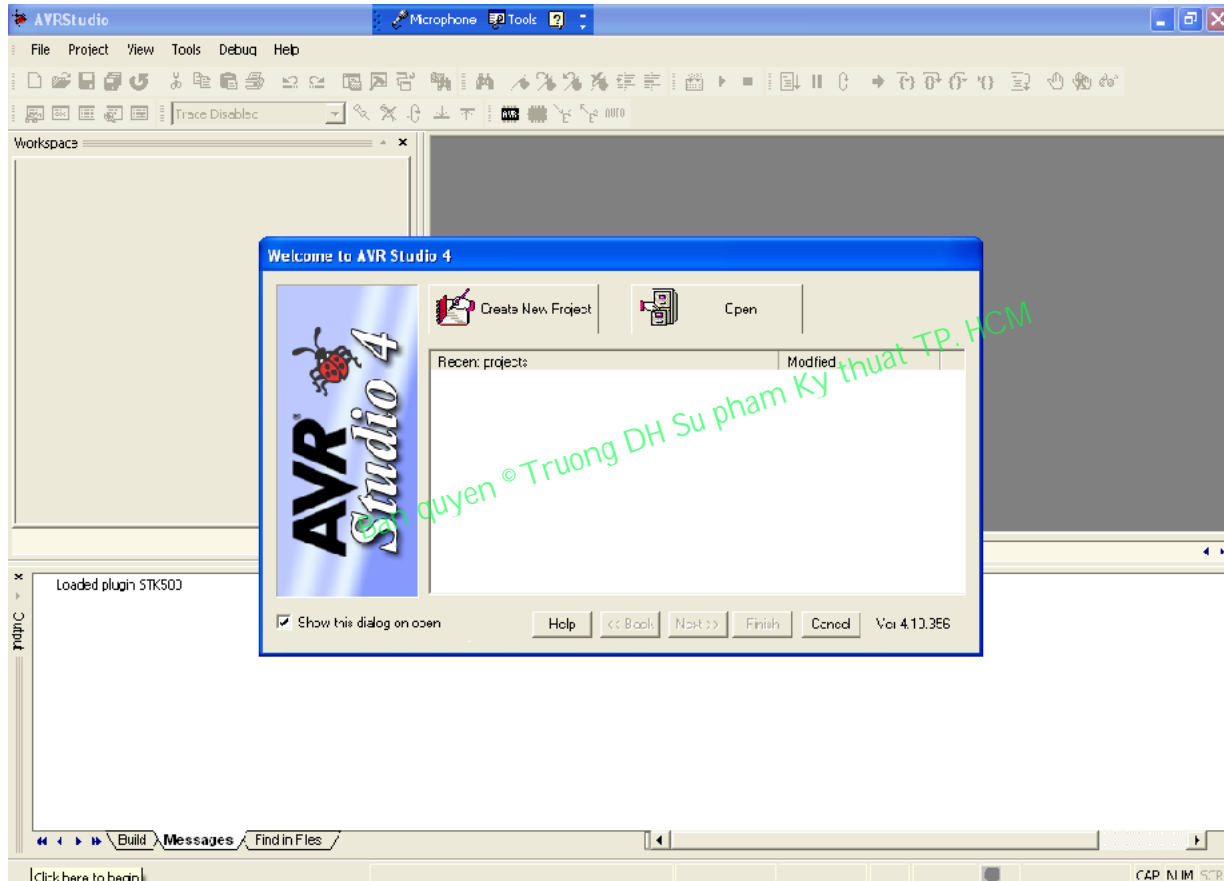 AVRStudio
Microphone Tools
File Project View Tools Debug Help
Trace Disabled
AUTO
Workspace
Welcome to AVR Studio 4
Create New Project Open
Recent projects Modified
AVR Studio 4
Ban quyen © Truong DH Su pham Ky thuat TP. HCM
Show this dialog on open Help << Back Next >> Finish Cancel Ver 4.10.356
Loaded plugin STK500
Output
Build Messages Find in Files
Click here to begin CAP NUM SCR